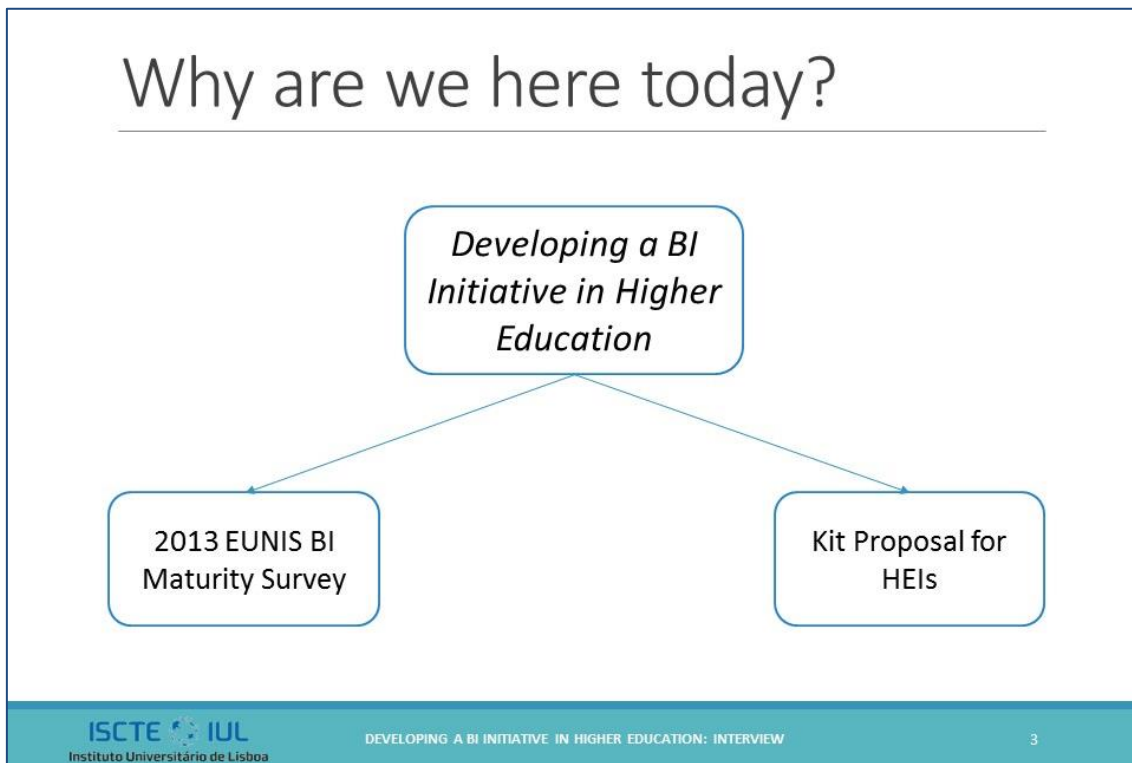 Why are we here today?
Developing a BI
Initiative in Higher
Education
2013 EUNIS BI
Maturity Survey
Kit Proposal for
HEIs
ISCTE IUL
Instituto Universitário de Lisboa
DEVELOPING A BI INITIATIVE IN HIGHER EDUCATION: INTERVIEW
3